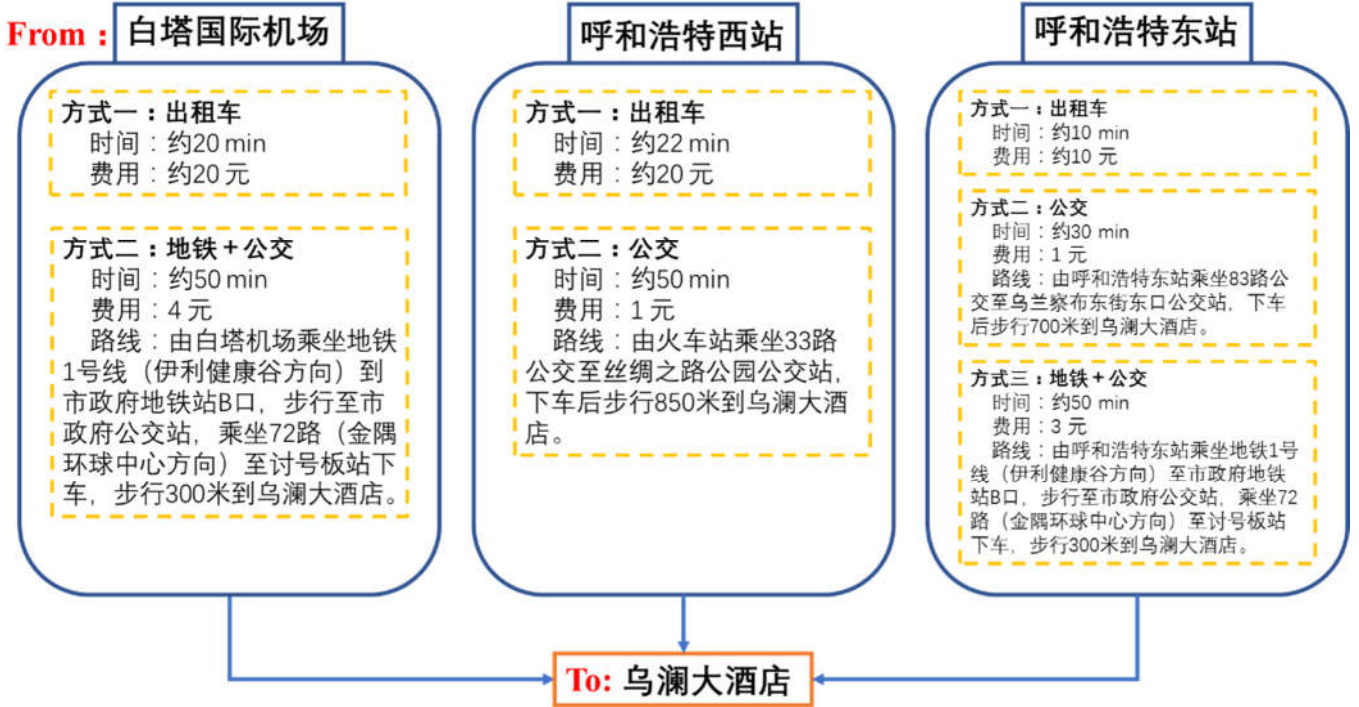 From：
白塔国际机场
方式一：出租车
时间：约20 min
费用：约20 元
方式二：地铁＋公交
时间：约50 min
费用：4 元
路线：由白塔机场乘坐地铁
1号线（伊利健康谷方向）到
市政府地铁站B口，步行至市
政府公交站，乘坐72路（金隅
环球中心方向）至讨号板站下
车，步行300米到乌澜大酒店。
呼和浩特西站
方式一：出租车
时间：约22 min
费用：约20 元
方式二：公交
时间：约50 min
费用：1 元
路线：由火车站乘坐33路
公交至丝绸之路公园公交站，
下车后步行850米到乌澜大酒
店。
呼和浩特东站
方式一：出租车
时间：约10 min
费用：约10 元
方式二：公交
时间：约30 min
费用：1 元
路线：由呼和浩特东站乘坐83路公
交至乌兰察布东街东口公交站，下车
后步行700米到乌澜大酒店。
方式三：地铁＋公交
时间：约50 min
费用：3 元
路线：由呼和浩特东站乘坐地铁1号
线（伊利健康谷方向）至市政府地铁
站B口，步行至市政府公交站，乘坐72
路（金隅环球中心方向）至讨号板站
下车，步行300米到乌澜大酒店。
To: 乌澜大酒店